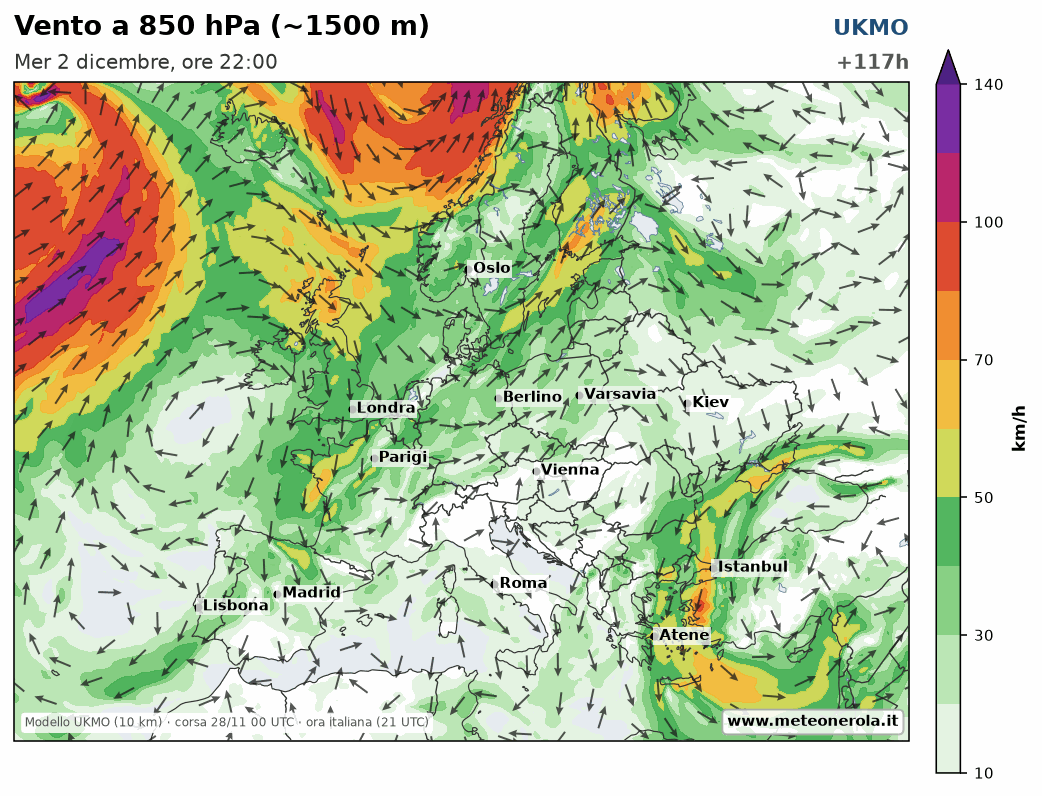 Vento a 850 hPa (~1500 m)
UKMO
Mer 2 dicembre, ore 22:00
+117h
140
100
70
50
30
10
km/h
Oslo
Londra
Berlino
Varsavia
Kiev
Parigi
Vienna
Istanbul
Roma
Madrid
Lisbona
Atene
Modello UKMO (10 km) · corsa 28/11 00 UTC · ora italiana (21 UTC)
www.meteonerola.it